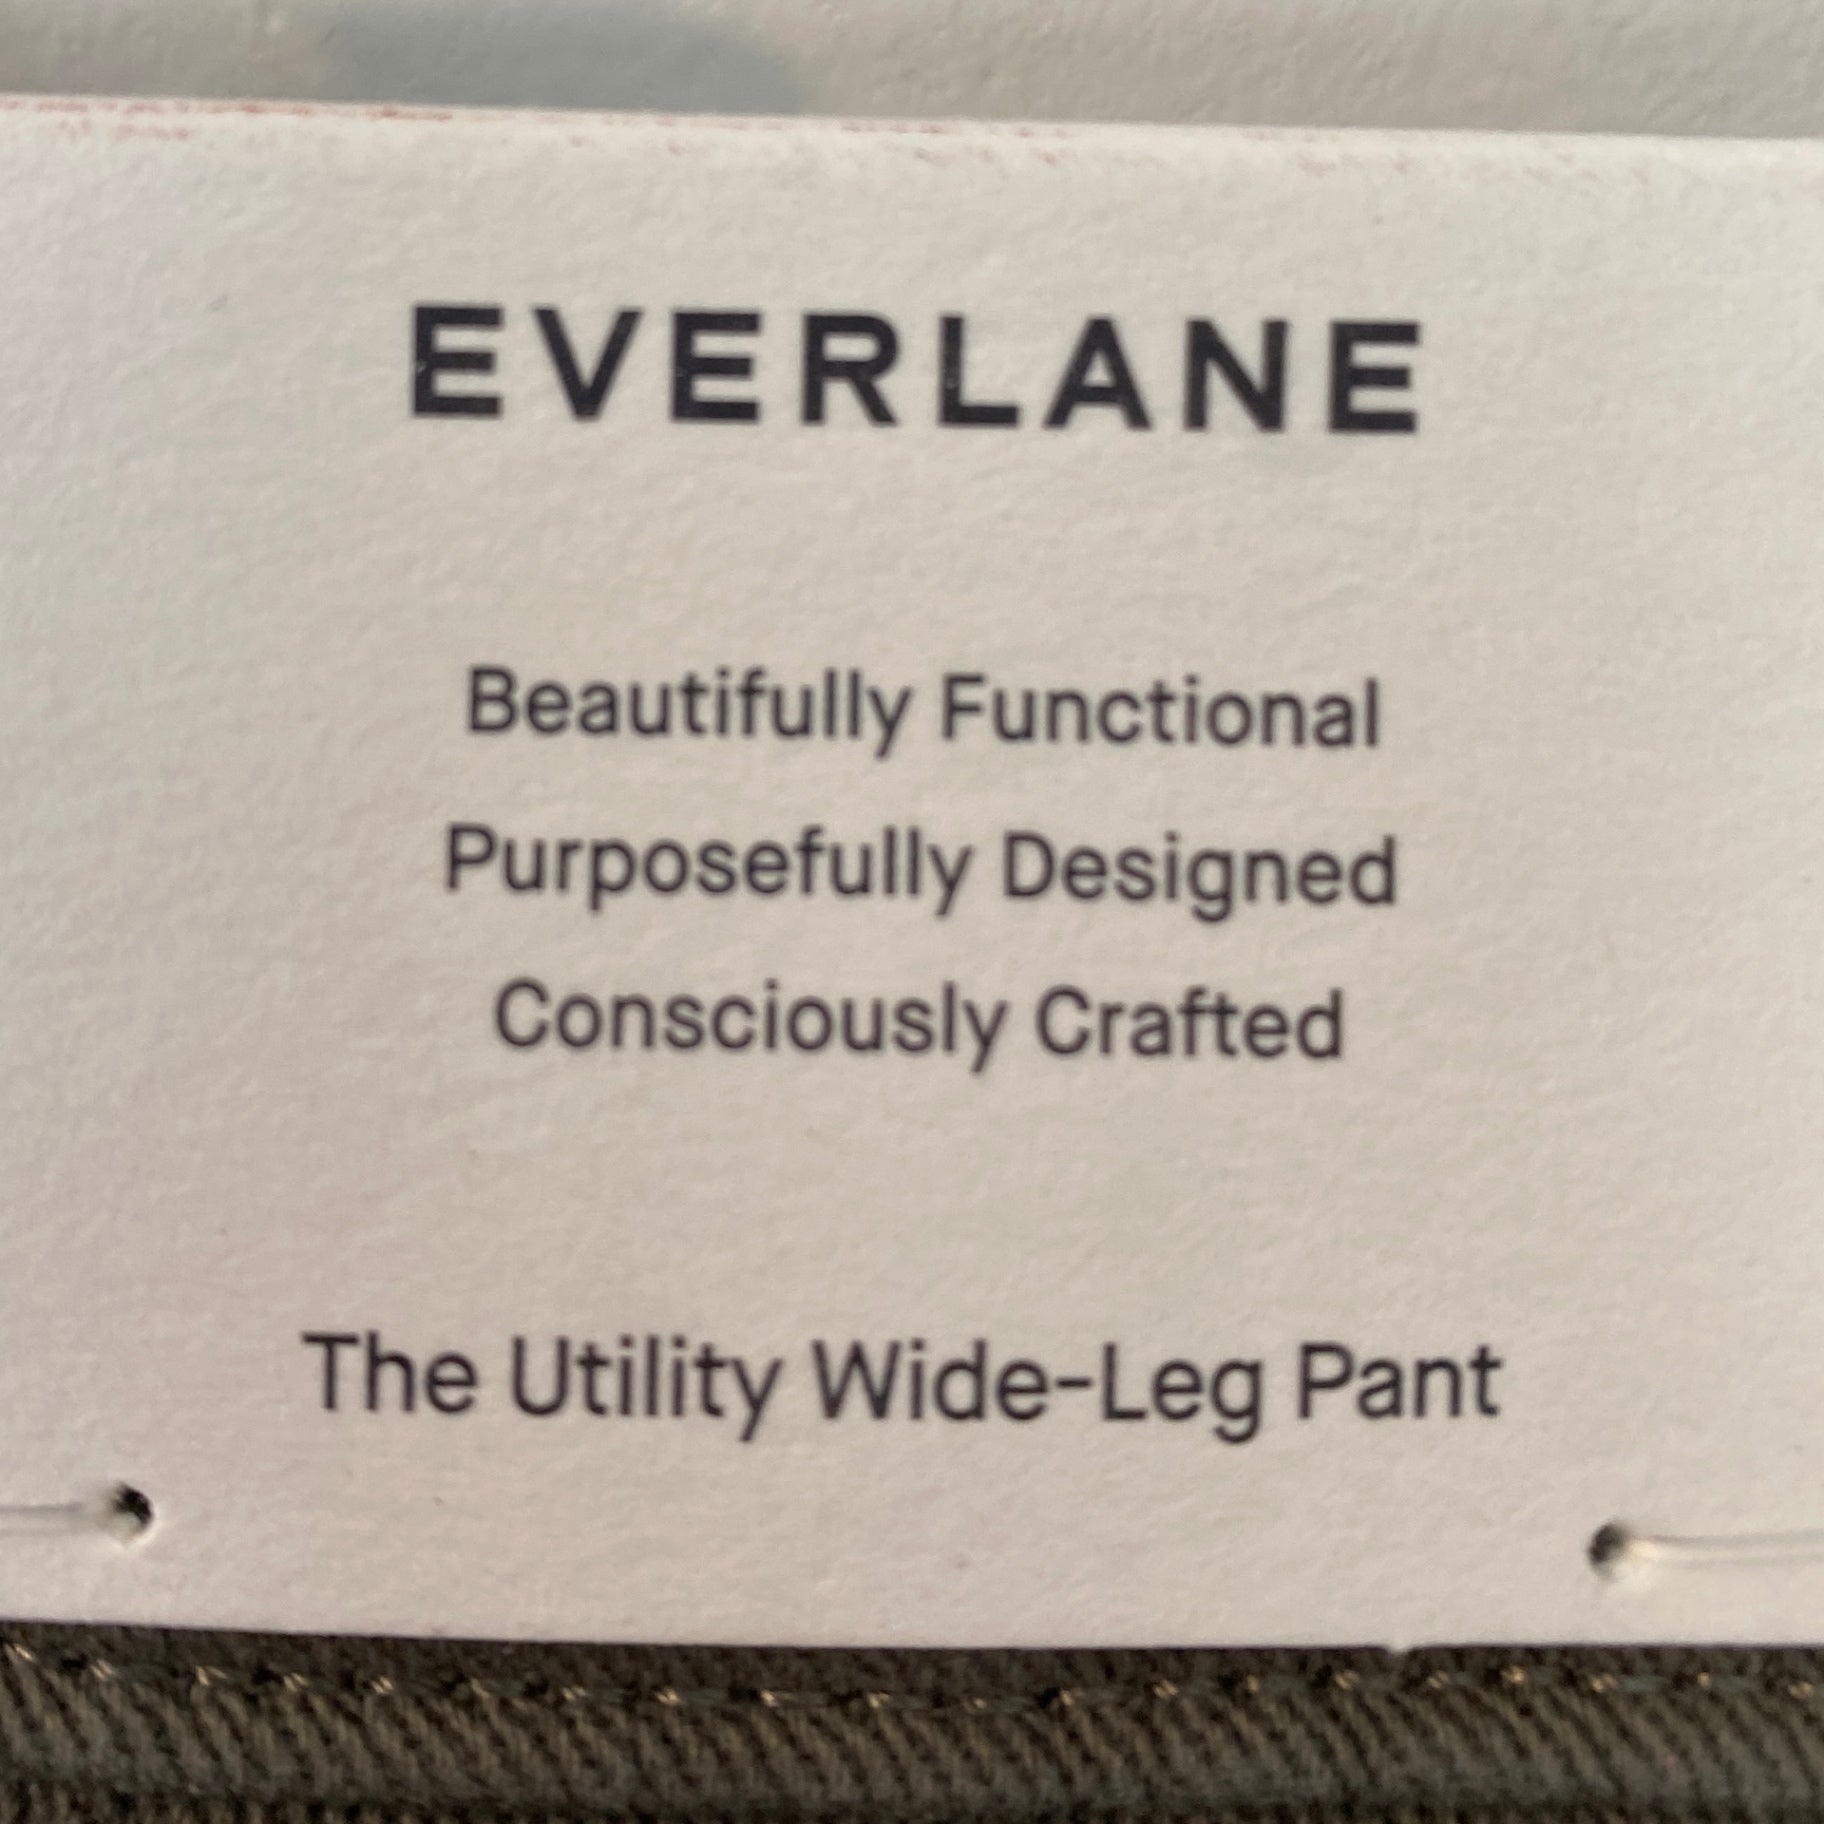 EVERLANE
Beautifully Functional
Purposefully Designed
Consciously Crafted
The Utility Wide-Leg Pant